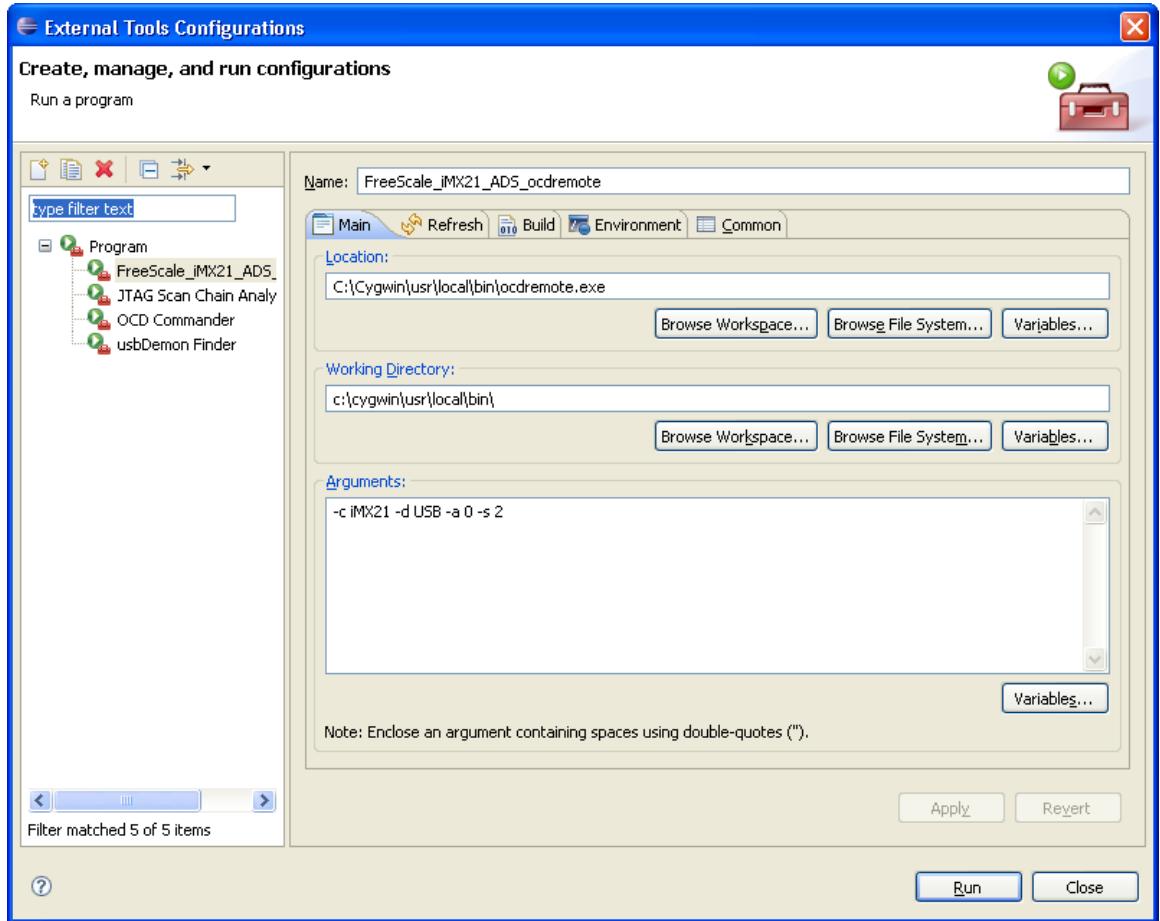 External Tools Configurations
Create, manage, and run configurations
Run a program
type filter text
Program
FreeScale_iMX21_ADS_
JTAG Scan Chain Analy
OCD Commander
usbDemon Finder
Filter matched 5 of 5 items
Name: FreeScale_iMX21_ADS_ocdremote
Main Refresh 010 Build Environment Common
Location:
C:\Cygwin\usr\local\bin\ocdremote.exe
Browse Workspace... Browse File System... Variables...
Working Directory:
c:\cygwin\usr\local\bin\
Browse Workspace... Browse File System... Variables...
Arguments:
-c iMX21 -d USB -a 0 -s 2
Variables...
Note: Enclose an argument containing spaces using double-quotes (").
Apply Revert
? Run Close